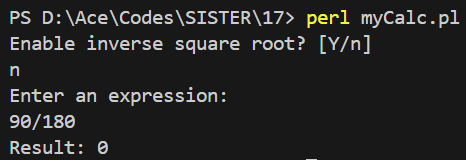 PS D:\Ace\Codes\SISTER\17> perl myCalc.pl
Enable inverse square root? [Y/n]
n
Enter an expression:
90/180
Result: 0